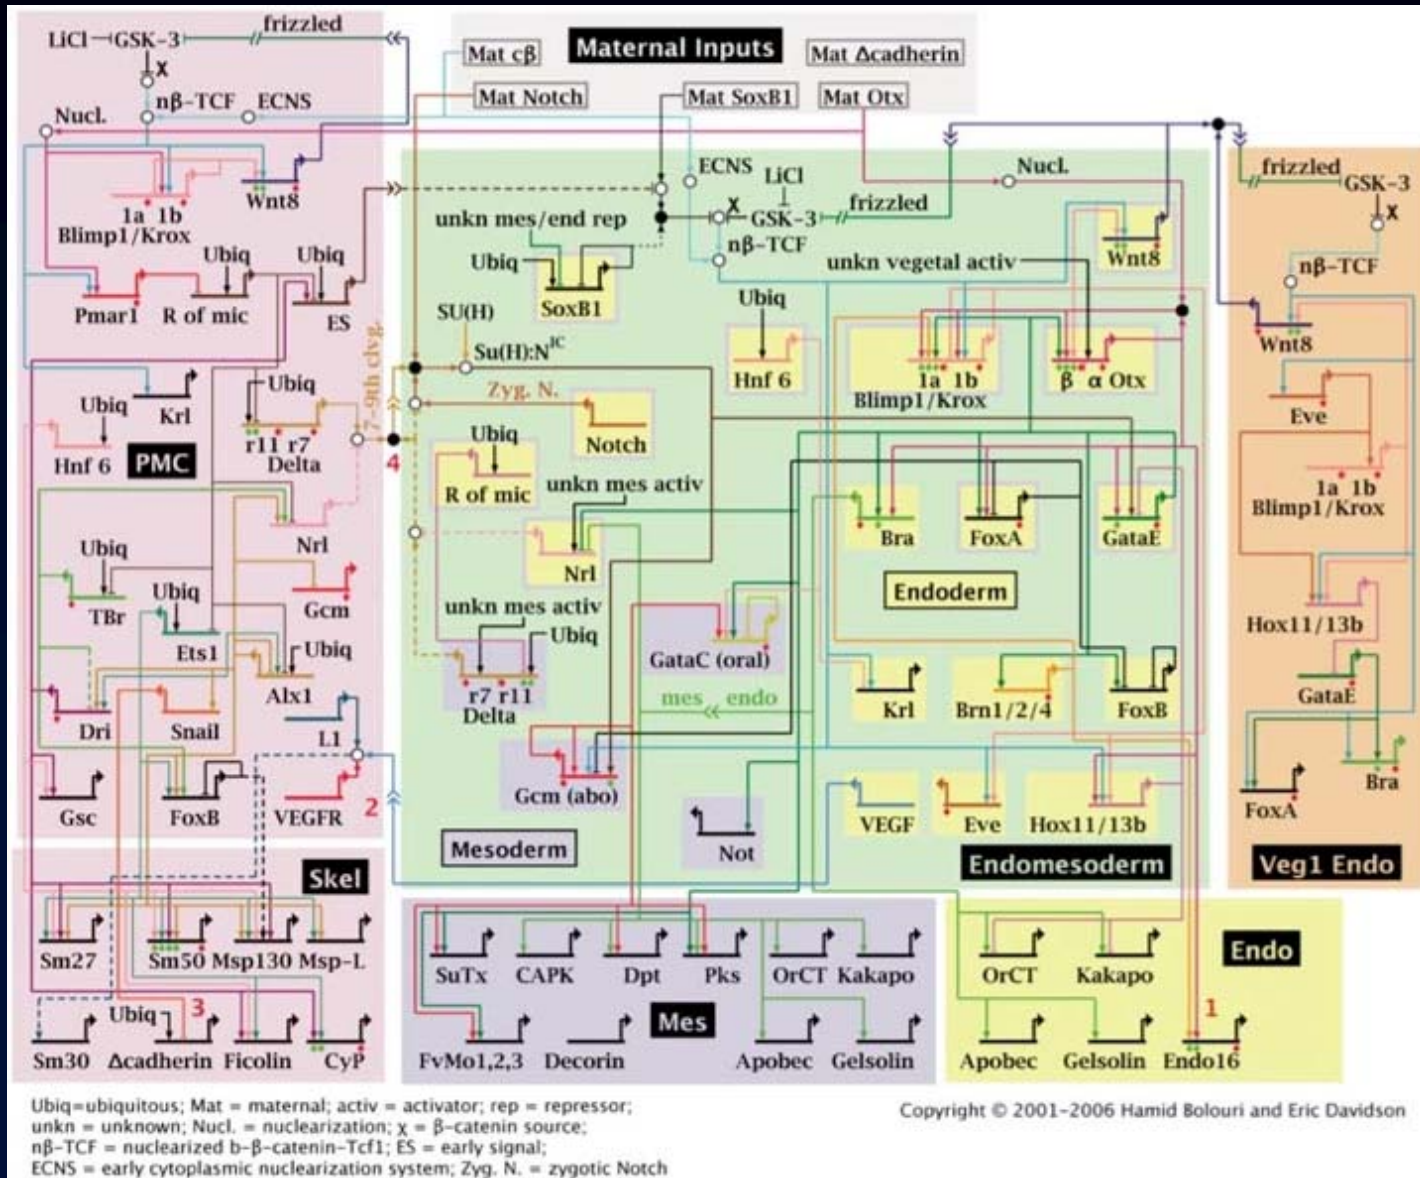 Maternal Inputs
Mat cβ
Mat Δcadherin
Mat Notch
Mat SoxB1
Mat Otx
LiCl
GSK-3
frizzled
χ
nβ-TCF
ECNS
Nucl.
1a 1b
Blimp1/Krox
Wnt8
Ubiq
Ubiq
Pmar1
R of mic
ES
Krl
Ubiq
Hnf 6
PMC
Ubiq
r11 r7
Delta
7-9th clvg.
4
Nrl
Ubiq
TBr
Gcm
Ubiq
Ets1
Ubiq
Alx1
Dri
Snail
L1
Gsc
FoxB
VEGFR
2
ECNS
LiCl
Nucl.
χ
GSK-3
frizzled
nβ-TCF
unkn mes/end rep
Ubiq
SoxB1
unkn vegetal activ
Wnt8
SU(H)
Su(H):N^IC
Ubiq
Hnf 6
1a 1b
Blimp1/Krox
β α Otx
Zyg. N.
Notch
Ubiq
R of mic
unkn mes activ
Nrl
Bra
FoxA
GataE
Endoderm
unkn mes activ
Ubiq
r7 r11
Delta
GataC (oral)
mes endo
Krl
Brn1/2/4
FoxB
Gcm (abo)
Not
VEGF
Eve
Hox11/13b
Mesoderm
Endomesoderm
frizzled
GSK-3
χ
nβ-TCF
Wnt8
Eve
1a 1b
Blimp1/Krox
Hox11/13b
GataE
Bra
FoxA
Veg1 Endo
Skel
Sm27
Sm50
Msp130
Msp-L
3
Ubiq
Sm30
Δcadherin
Ficolin
CyP
SuTx
CAPK
Dpt
Pks
OrCT
Kakapo
Mes
FvMo1,2,3
Decorin
Apobec
Gelsolin
Endo
OrCT
Kakapo
1
Apobec
Gelsolin
Endo16
Ubiq=ubiquitous; Mat = maternal; activ = activator; rep = repressor;
unkn = unknown; Nucl. = nuclearization; χ = β-catenin source;
nβ-TCF = nuclearized b-β-catenin-Tcf1; ES = early signal;
ECNS = early cytoplasmic nuclearization system; Zyg. N. = zygotic Notch
Copyright © 2001-2006 Hamid Bolouri and Eric Davidson